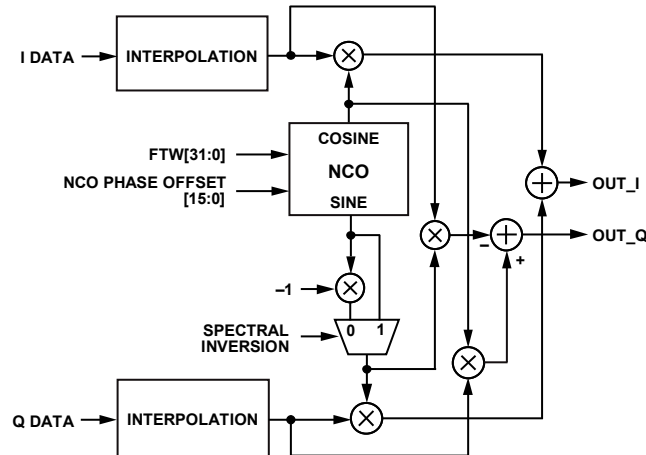 I DATA
INTERPOLATION
COSINE
FTW[31:0]
NCO
NCO PHASE OFFSET
[15:0]
SINE
OUT_I
OUT_Q
–
+
–1
0 1
SPECTRAL
INVERSION
Q DATA
INTERPOLATION